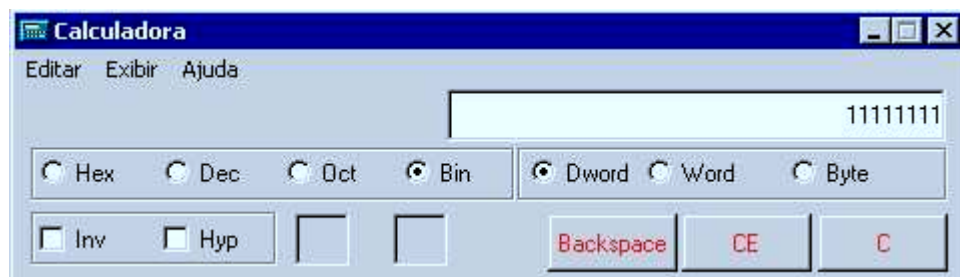 Calculadora
Editar Exibir Ajuda
11111111
Hex Dec Oct Bin Dword Word Byte
Inv Hyp Backspace CE C